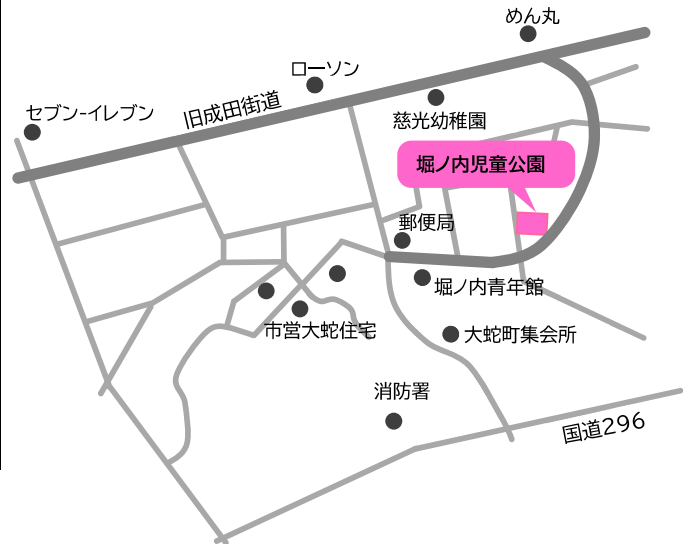 めん丸
ローソン
セブン-イレブン
旧成田街道
慈光幼稚園
堀ノ内児童公園
郵便局
堀ノ内青年館
市営大蛇住宅
大蛇町集会所
消防署
国道296